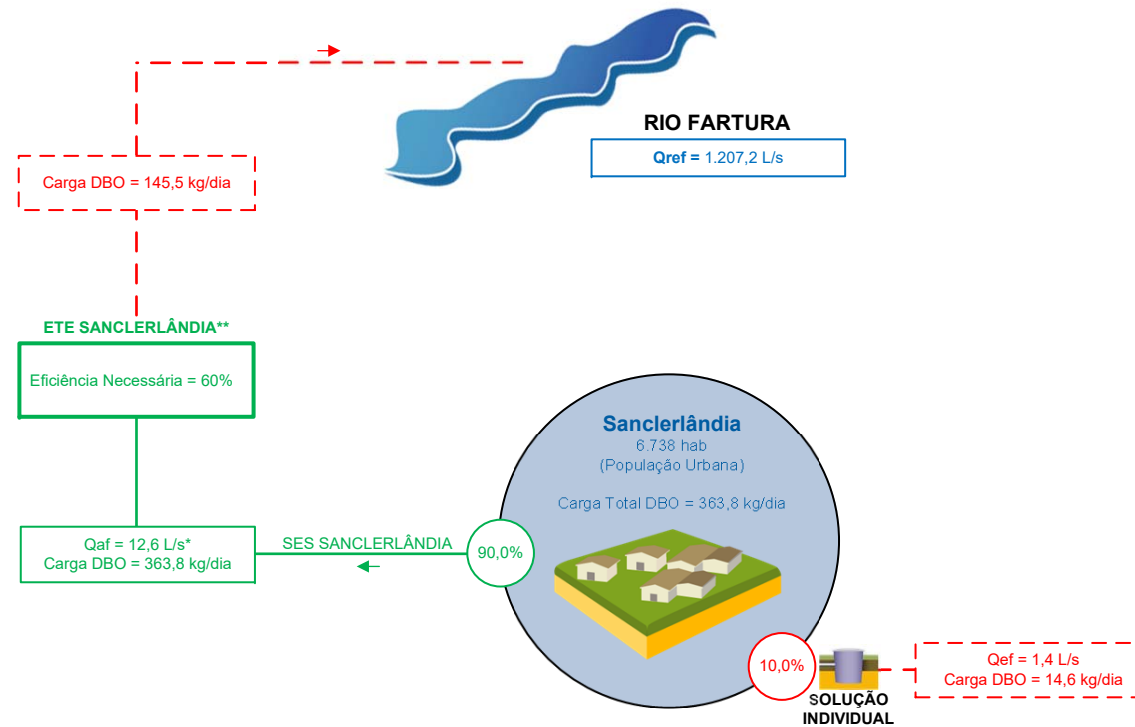 RIO FARTURA
Qref = 1.207,2 L/s
Carga DBO = 145,5 kg/dia
ETE SANCLERLÂNDIA**
Eficiência Necessária = 60%
Sanclerlândia
6.738 hab
(População Urbana)
Carga Total DBO = 363,8 kg/dia
Qaf = 12,6 L/s*
Carga DBO = 363,8 kg/dia
SES SANCLERLÂNDIA
90,0%
10,0%
SOLUÇÃO
INDIVIDUAL
Qef = 1,4 L/s
Carga DBO = 14,6 kg/dia